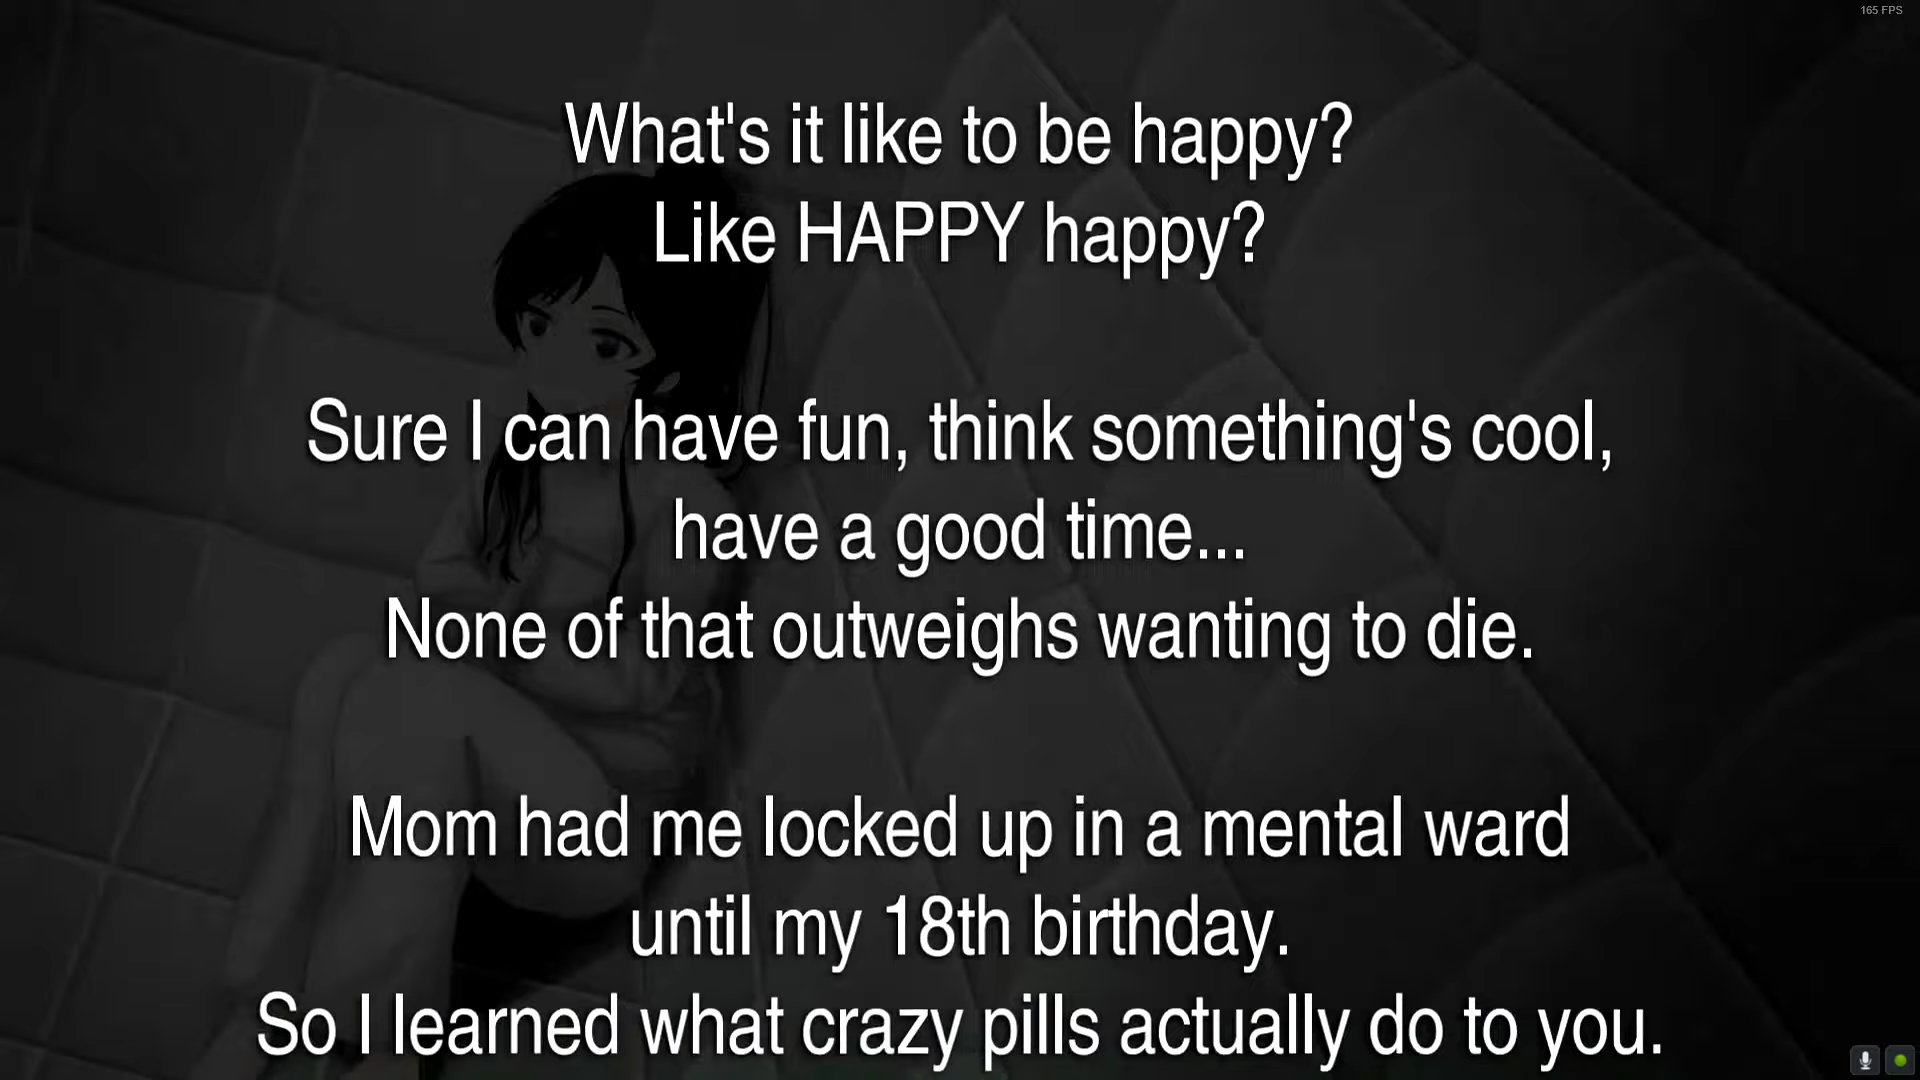 165 FPS
What's it like to be happy?
Like HAPPY happy?
Sure I can have fun, think something's cool,
have a good time...
None of that outweighs wanting to die.
Mom had me locked up in a mental ward
until my 18th birthday.
So I learned what crazy pills actually do to you.